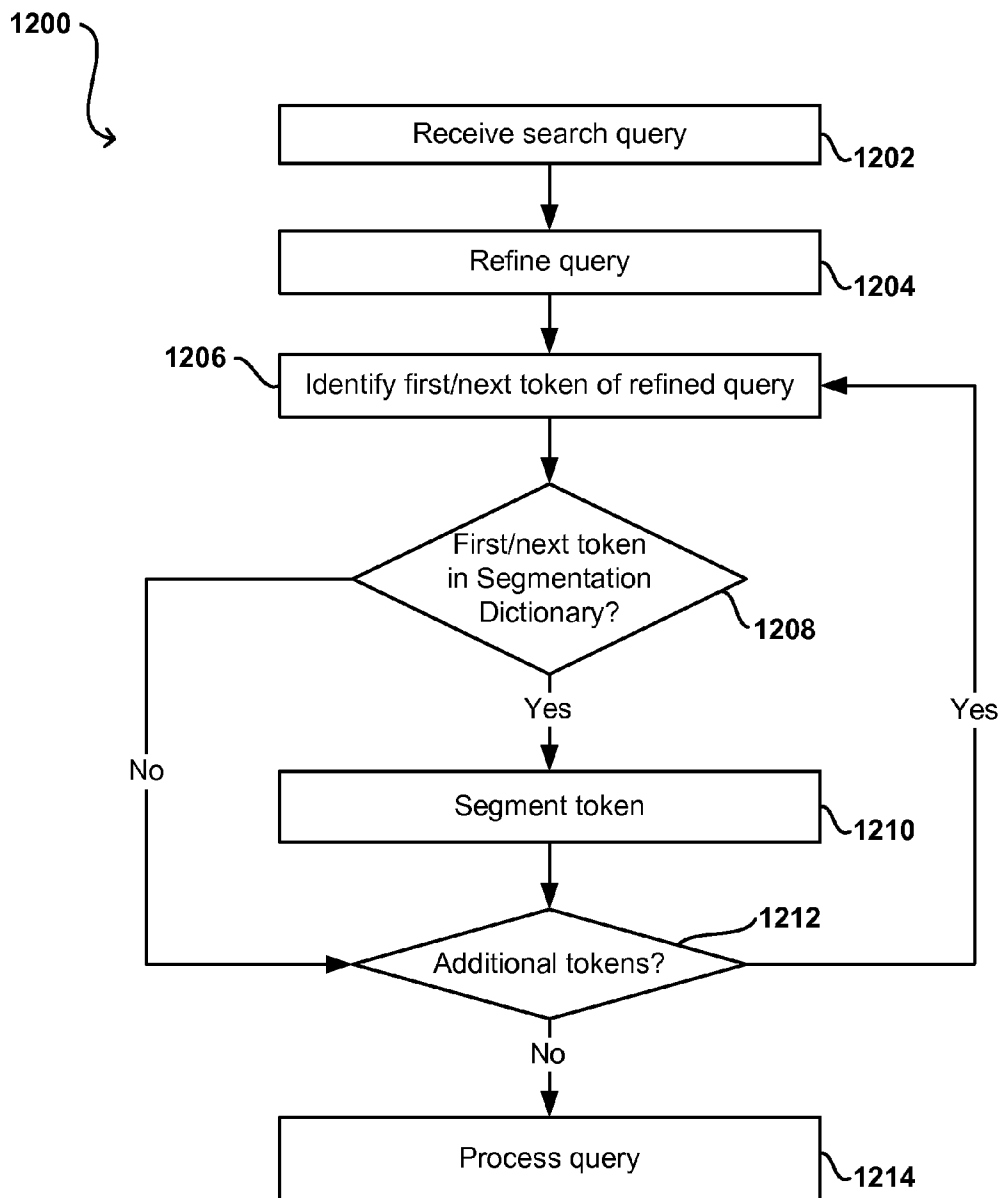 1200
Receive search query
1202
Refine query
1204
1206
Identify first/next token of refined query
First/next token
in Segmentation
Dictionary?
1208
Yes
Yes
No
Segment token
1210
1212
Additional tokens?
No
Process query
1214